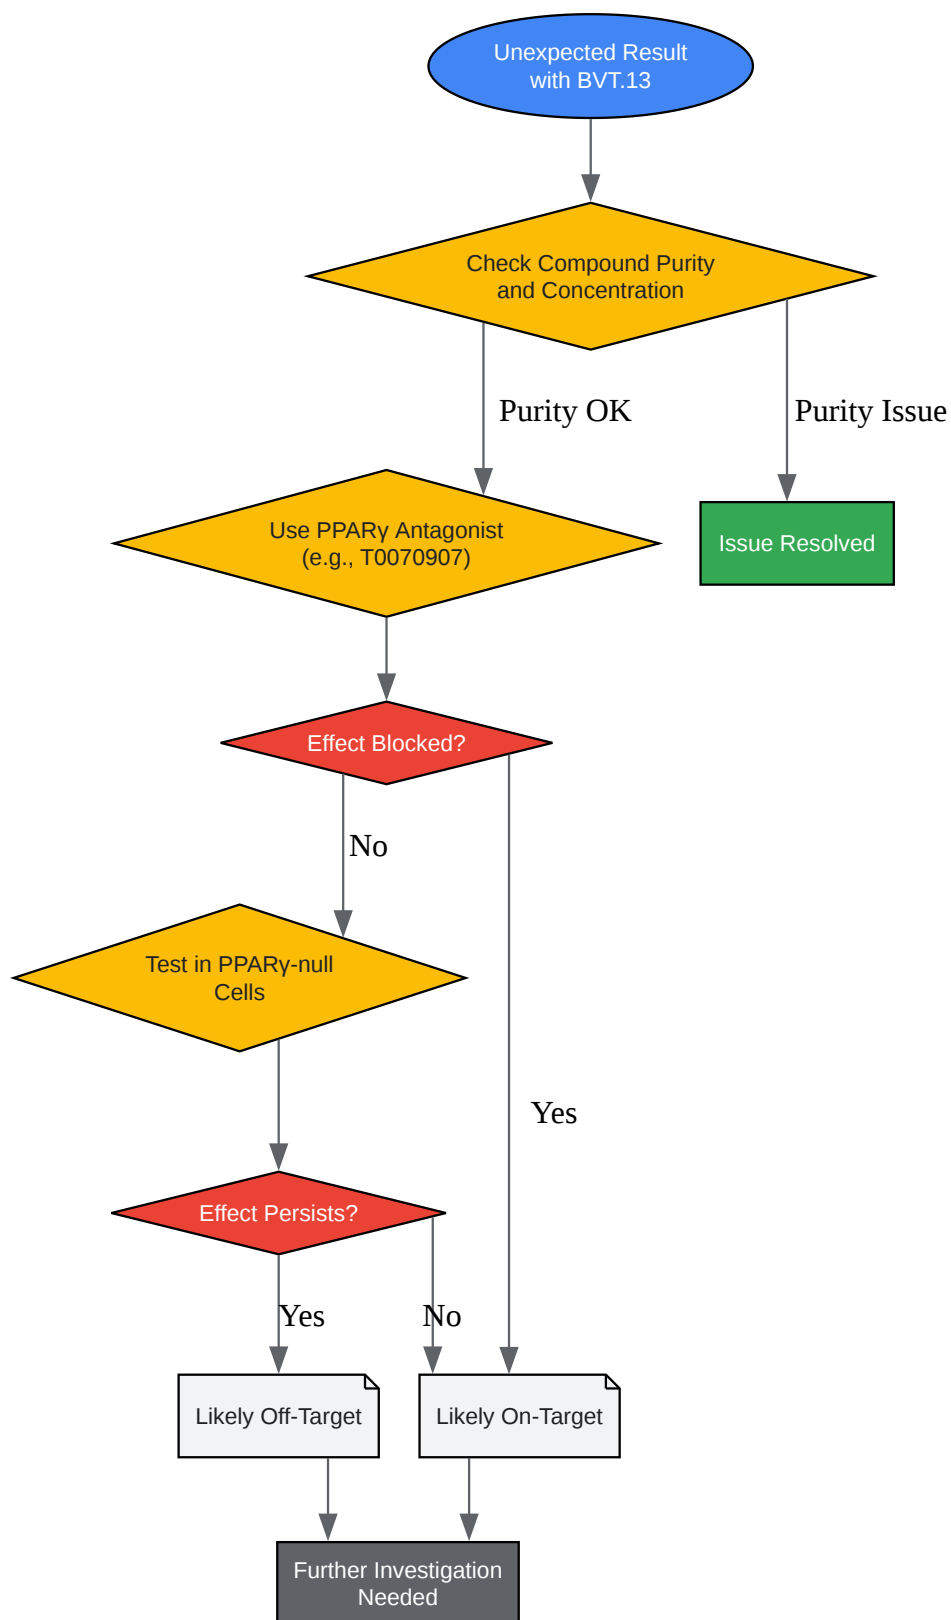 Unexpected Result
with BVT.13
Check Compound Purity
and Concentration
Purity OK
Purity Issue
Use PPARγ Antagonist
(e.g., T0070907)
Issue Resolved
Effect Blocked?
No
Test in PPARγ-null
Cells
Yes
Effect Persists?
Yes
No
Likely Off-Target
Likely On-Target
Further Investigation
Needed